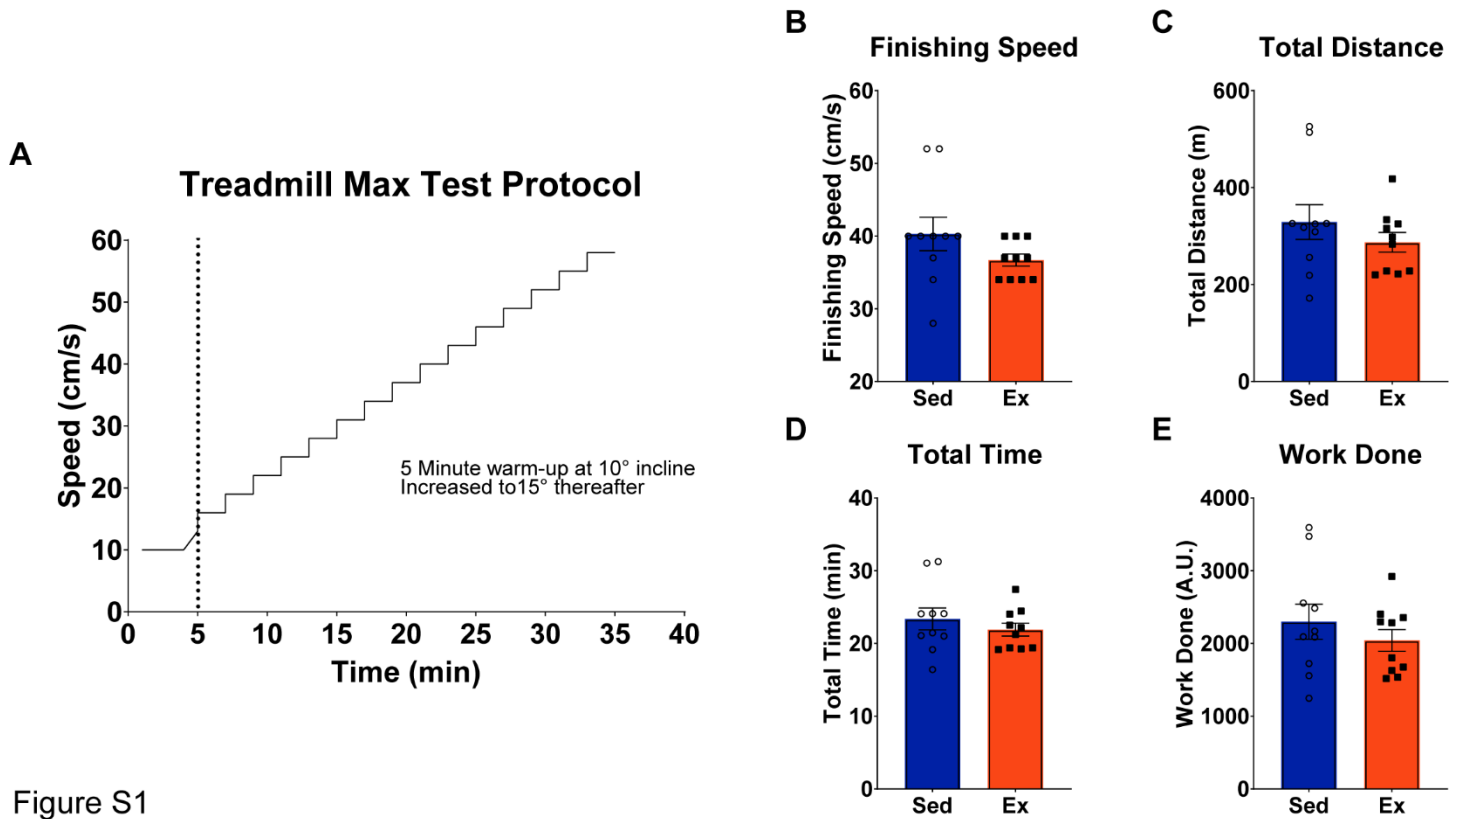 A
Treadmill Max Test Protocol
Speed (cm/s)
60
50
40
30
20
10
0
0 5 10 15 20 25 30 35 40
Time (min)
5 Minute warm-up at 10° incline
Increased to15° thereafter
B
Finishing Speed
Finishing Speed (cm/s)
60
50
40
30
20
Sed Ex
C
Total Distance
Total Distance (m)
600
400
200
0
Sed Ex
D
Total Time
Total Time (min)
40
30
20
10
0
Sed Ex
E
Work Done
Work Done (A.U.)
4000
3000
2000
1000
0
Sed Ex
Figure S1